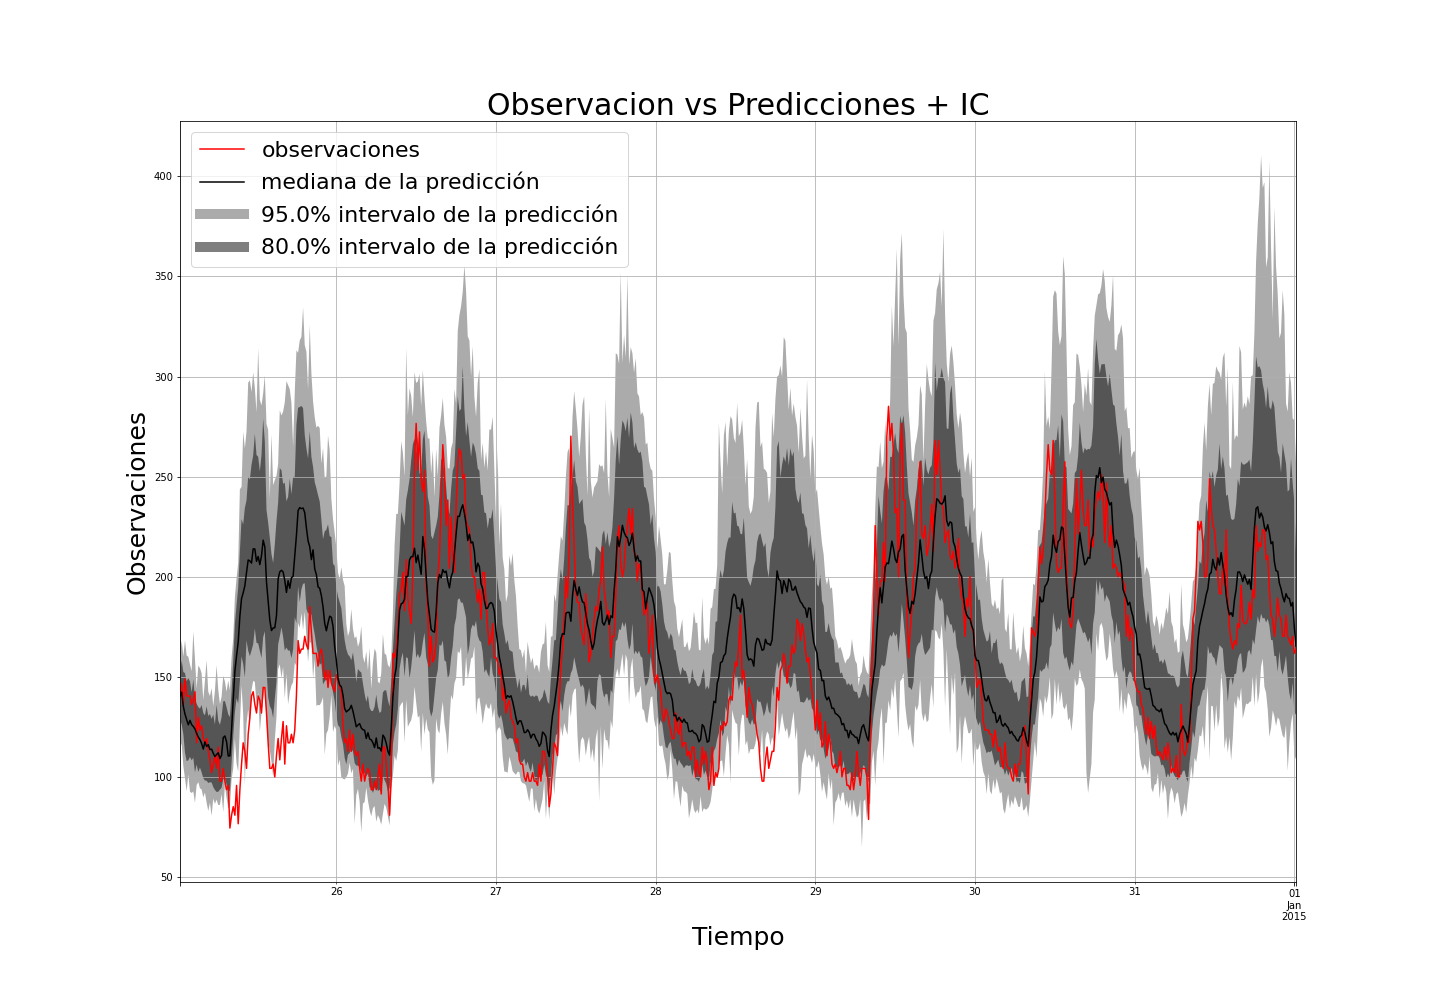 Observacion vs Predicciones + IC
observaciones
mediana de la predicción
95.0% intervalo de la predicción
80.0% intervalo de la predicción
Observaciones
400
350
300
250
200
150
100
50
26
27
28
29
30
31
01
Jan
2015
Tiempo